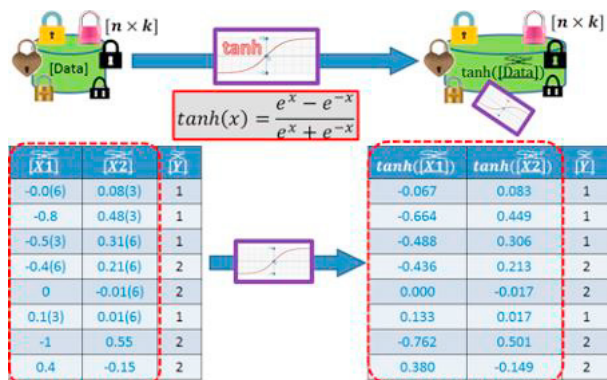 [n × k]
[n × k]
tanh
[Data]
tanh([Data])
tanh(x) = (e^x − e^−x) / (e^x + e^−x)
[X1] [X2] [Y]
-0.0(6) 0.08(3) 1
-0.8 0.48(3) 1
-0.5(3) 0.31(6) 1
-0.4(6) 0.21(6) 2
0 -0.01(6) 2
0.1(3) 0.01(6) 1
-1 0.55 2
0.4 -0.15 2
tanh([X1]) tanh([X2]) [Y]
-0.067 0.083 1
-0.664 0.449 1
-0.488 0.306 1
-0.436 0.213 2
0.000 -0.017 2
0.133 0.017 1
-0.762 0.501 2
0.380 -0.149 2